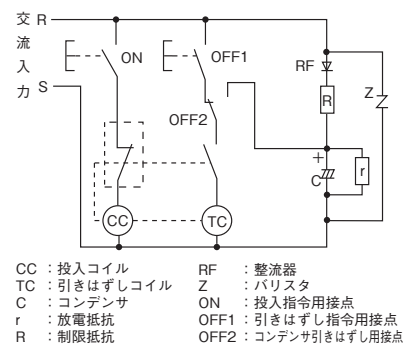 交流入力
R
S
ON
OFF1
OFF2
RF
R
Z
C
+
r
CC
TC
CC：投入コイル
TC：引きはずしコイル
C：コンデンサ
r：放電抵抗
R：制限抵抗
RF：整流器
Z：バリスタ
ON：投入指令用接点
OFF1：引きはずし指令用接点
OFF2：コンデンサ引きはずし用接点